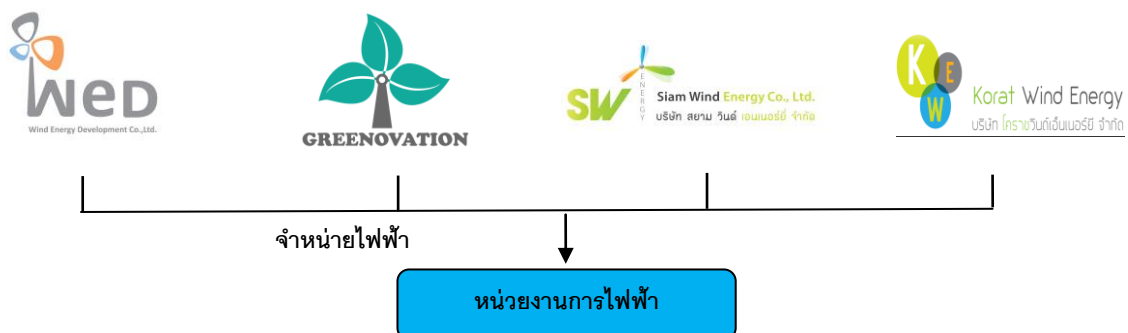 WeD
Wind Energy Development Co.,Ltd.
GREENOVATION
SW
ENERGY
Siam Wind Energy Co., Ltd.
บริษัท สยาม วินด์ เอนเนอร์ยี่ จำกัด
K E W
Korat Wind Energy
บริษัท โคราชวินด์เอ็นเนอร์ยี จำกัด
จำหน่ายไฟฟ้า
หน่วยงานการไฟฟ้า